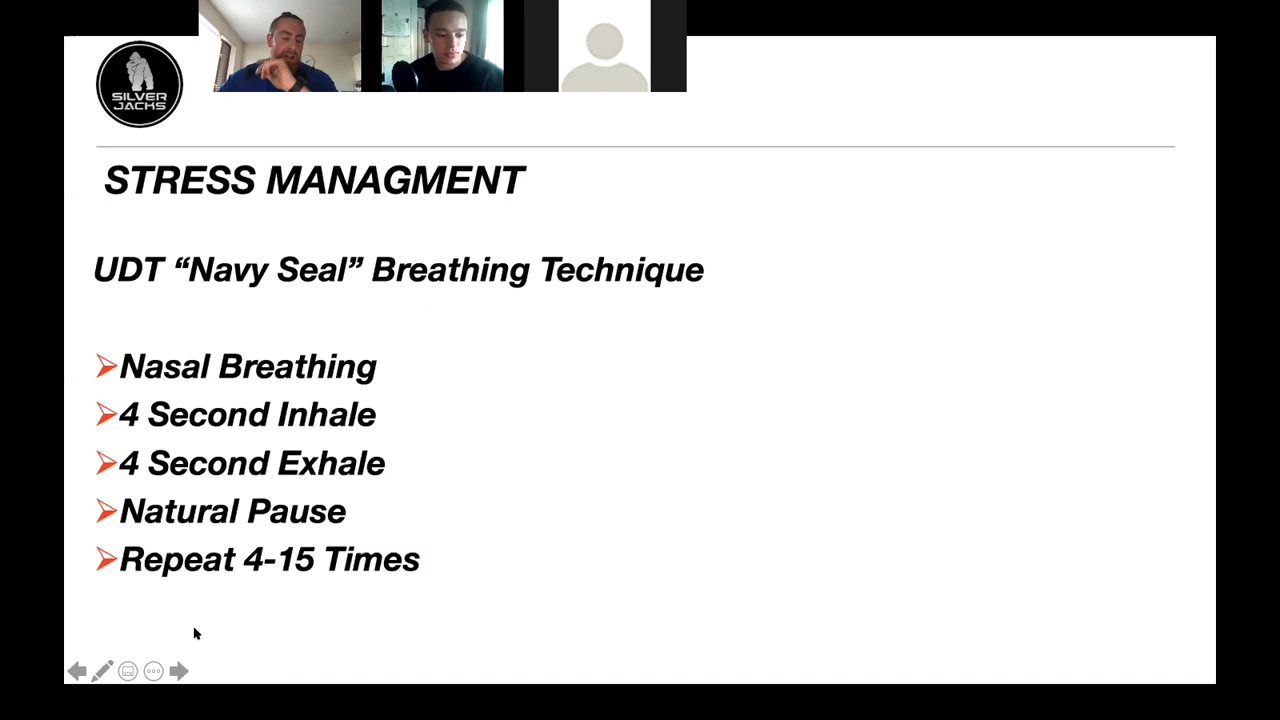 SILVER
JACKS
STRESS MANAGMENT
UDT “Navy Seal” Breathing Technique
Nasal Breathing
4 Second Inhale
4 Second Exhale
Natural Pause
Repeat 4-15 Times